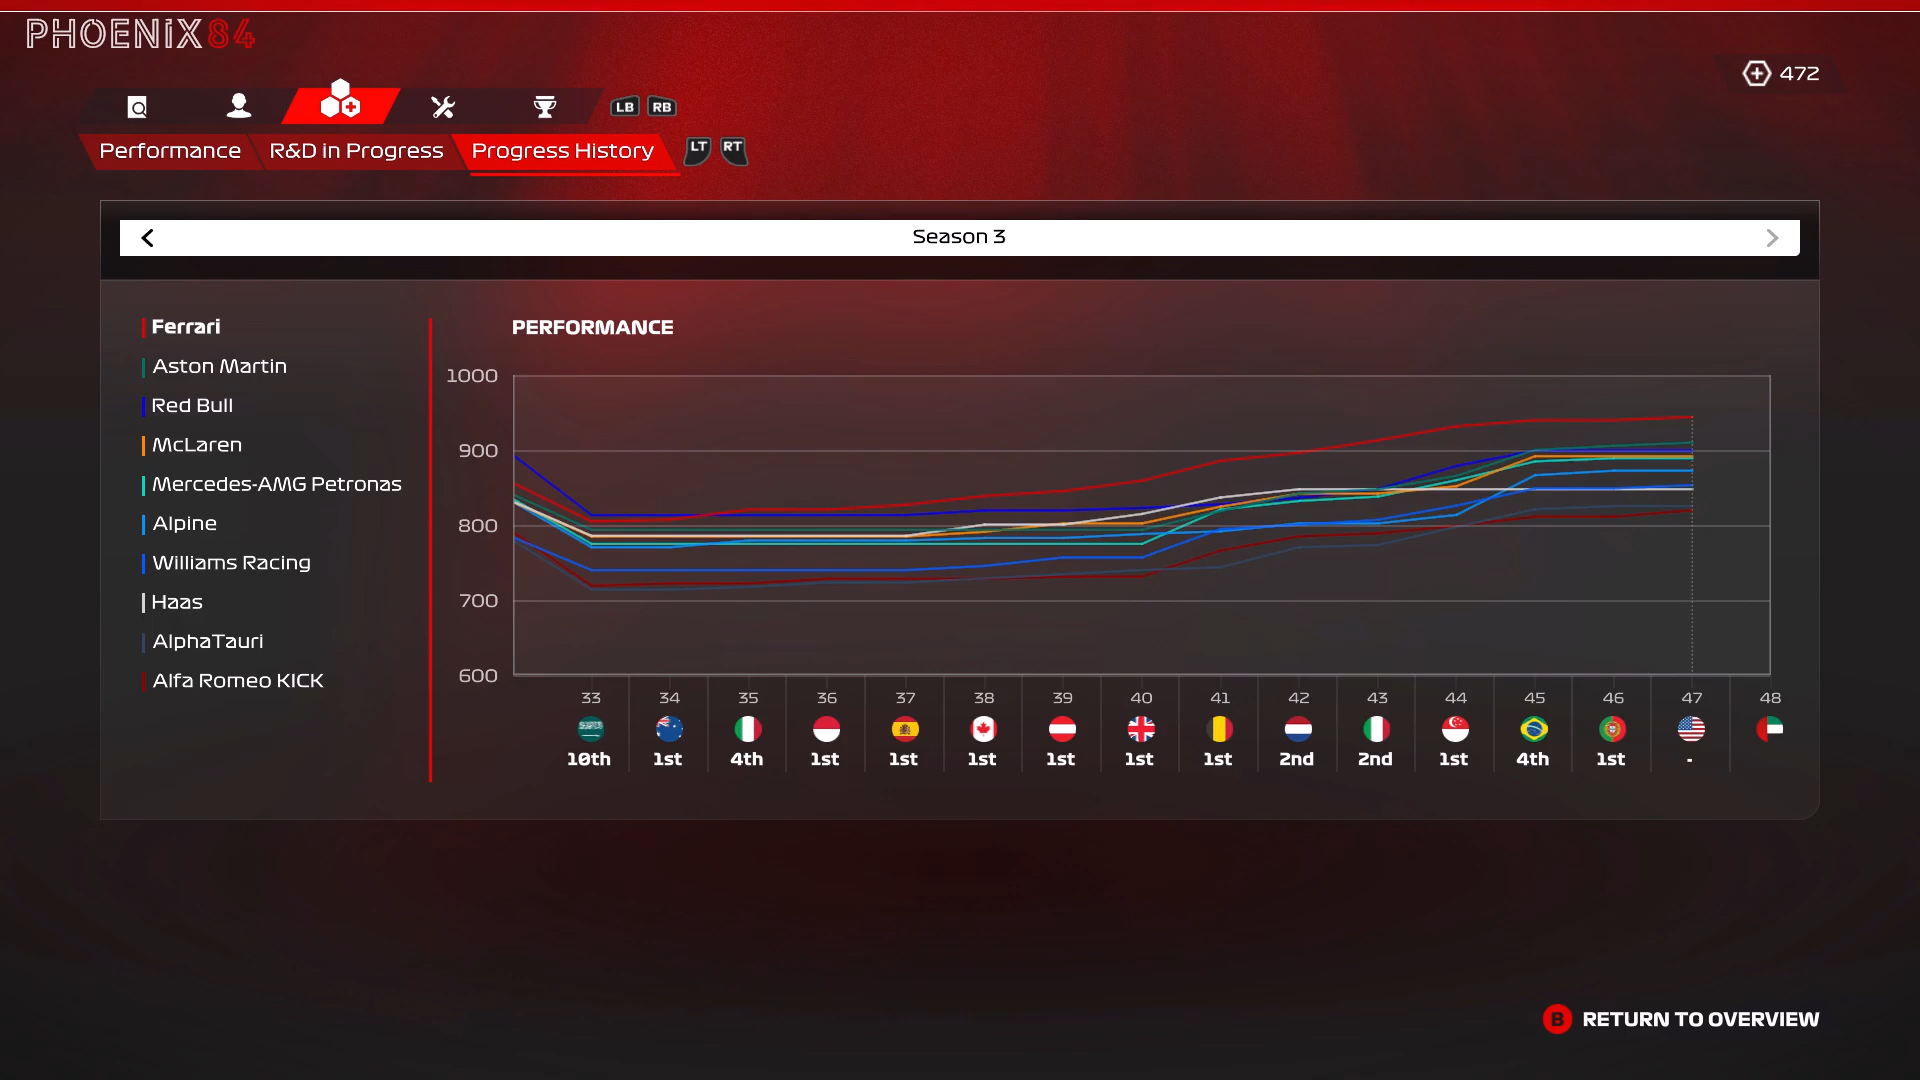 PHOENiX84
472
LB RB
Performance R&D in Progress Progress History LT RT
Season 3
Ferrari
Aston Martin
Red Bull
McLaren
Mercedes-AMG Petronas
Alpine
Williams Racing
Haas
AlphaTauri
Alfa Romeo KICK
PERFORMANCE
1000
900
800
700
600
33 34 35 36 37 38 39 40 41 42 43 44 45 46 47 48
10th 1st 4th 1st 1st 1st 1st 1st 1st 2nd 2nd 1st 4th 1st -
B RETURN TO OVERVIEW